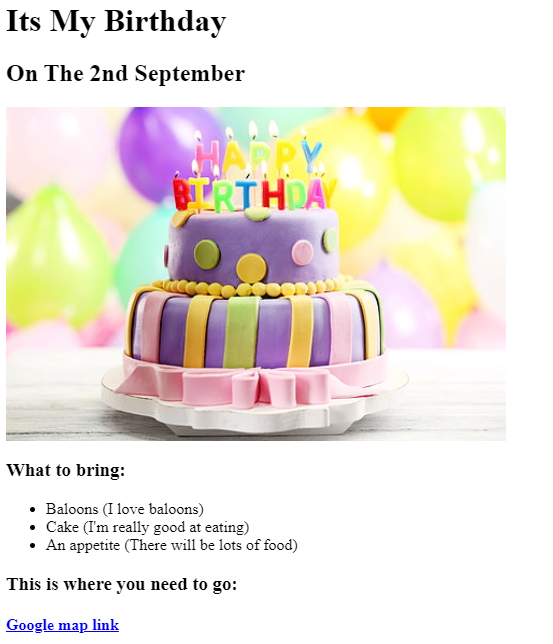 Its My Birthday
On The 2nd September
HAPPY
BIRTHDAY
What to bring:
Baloons (I love baloons)
Cake (I'm really good at eating)
An appetite (There will be lots of food)
This is where you need to go:
Google map link